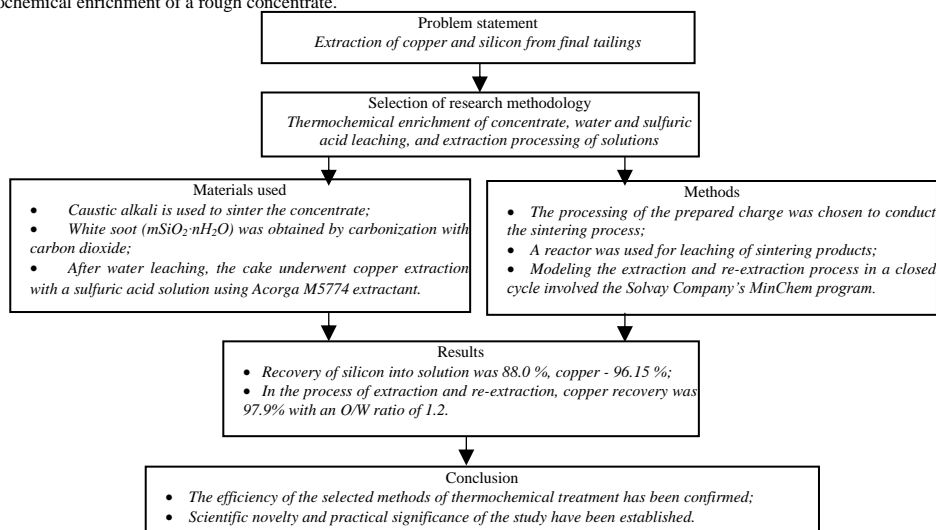 ochemical enrichment of a rough concentrate.
Problem statement
Extraction of copper and silicon from final tailings
Selection of research methodology
Thermochemical enrichment of concentrate, water and sulfuric
acid leaching, and extraction processing of solutions
Materials used
• Caustic alkali is used to sinter the concentrate;
• White soot (mSiO₂·nH₂O) was obtained by carbonization with
carbon dioxide;
• After water leaching, the cake underwent copper extraction
with a sulfuric acid solution using Acorga M5774 extractant.
Methods
• The processing of the prepared charge was chosen to conduct
the sintering process;
• A reactor was used for leaching of sintering products;
• Modeling the extraction and re-extraction process in a closed
cycle involved the Solvay Company's MinChem program.
Results
• Recovery of silicon into solution was 88.0 %, copper - 96.15 %;
• In the process of extraction and re-extraction, copper recovery was
97.9% with an O/W ratio of 1.2.
Conclusion
• The efficiency of the selected methods of thermochemical treatment has been confirmed;
• Scientific novelty and practical significance of the study have been established.